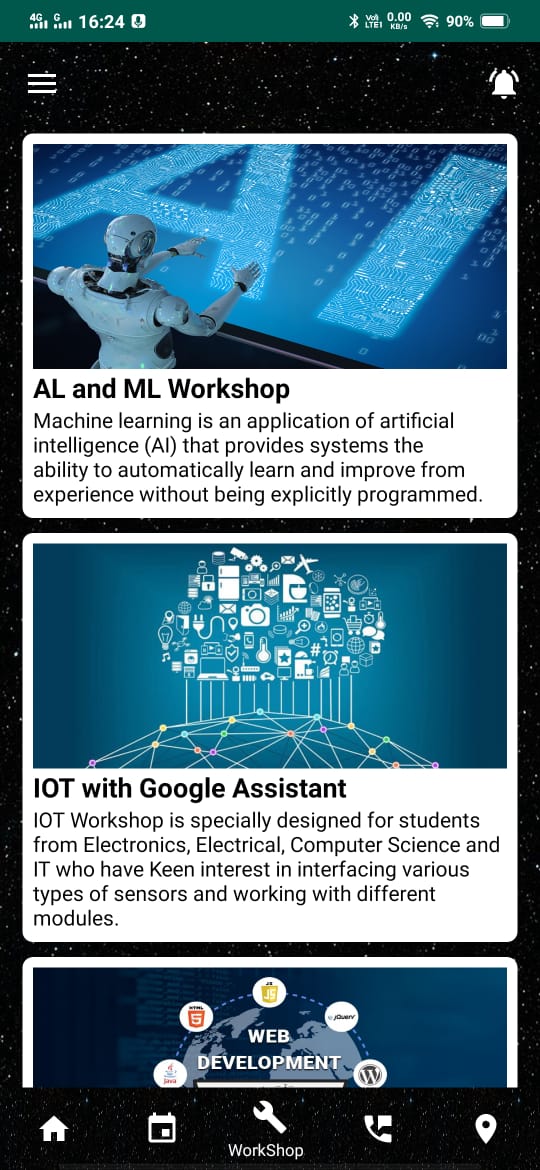 4G G 16:24 VoI) LTE1 0.00 KB/s 90%
AL and ML Workshop
Machine learning is an application of artificial
intelligence (AI) that provides systems the
ability to automatically learn and improve from
experience without being explicitly programmed.
IOT with Google Assistant
IOT Workshop is specially designed for students
from Electronics, Electrical, Computer Science and
IT who have Keen interest in interfacing various
types of sensors and working with different
modules.
JS
JS
HTML
5
jQuery
WEB
DEVELOPMENT
Java
W
WorkShop